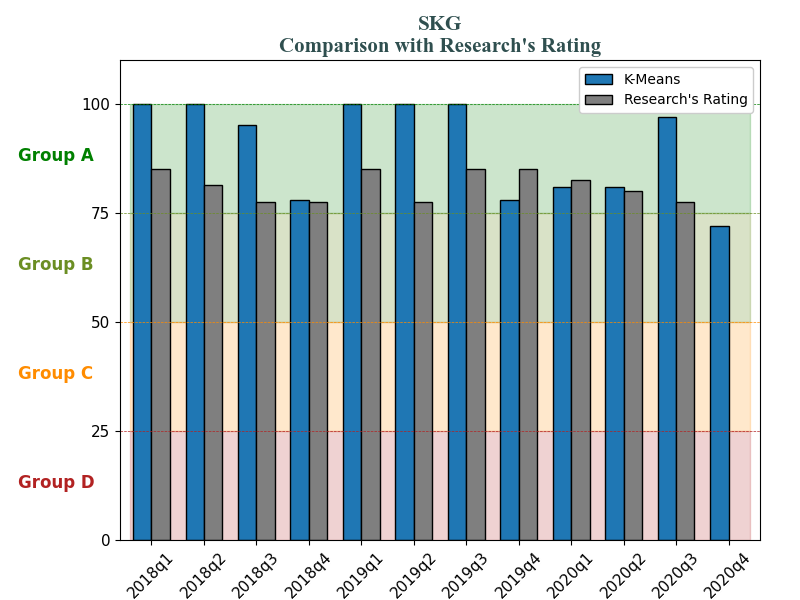 SKG
Comparison with Research's Rating
K-Means
Research's Rating
100
Group A
75
Group B
50
Group C
25
Group D
0
2018q1
2018q2
2018q3
2018q4
2019q1
2019q2
2019q3
2019q4
2020q1
2020q2
2020q3
2020q4